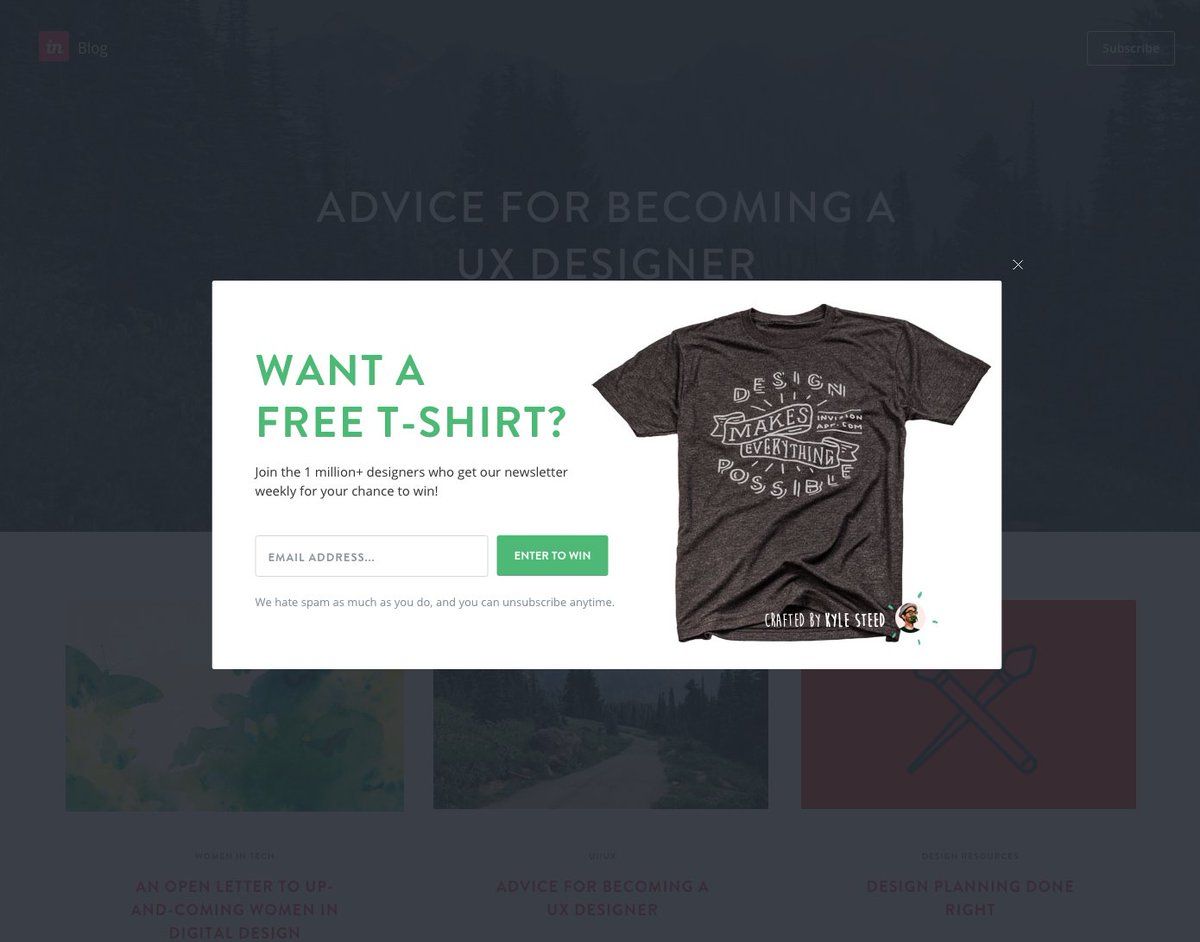 in Blog
Subscribe
ADVICE FOR BECOMING A
UX DESIGNER
WANT A
FREE T-SHIRT?
Join the 1 million+ designers who get our newsletter
weekly for your chance to win!
EMAIL ADDRESS...
ENTER TO WIN
We hate spam as much as you do, and you can unsubscribe anytime.
DESIGN
MAKES
INVISION
APP.COM
EVERYTHING
POSSIBLE
CRAFTED BY KYLE STEED
WOMEN IN TECH
AN OPEN LETTER TO UP-
AND-COMING WOMEN IN
DIGITAL DESIGN
UI/UX
ADVICE FOR BECOMING A
UX DESIGNER
DESIGN RESOURCES
DESIGN PLANNING DONE
RIGHT